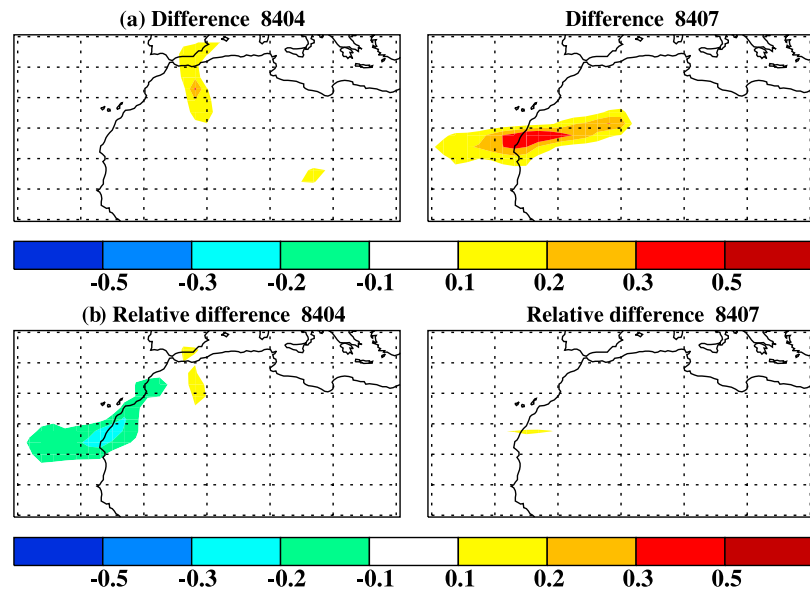 (a) Difference 8404
Difference 8407
-0.5 -0.3 -0.2 -0.1 0.1 0.2 0.3 0.5
(b) Relative difference 8404
Relative difference 8407
-0.5 -0.3 -0.2 -0.1 0.1 0.2 0.3 0.5